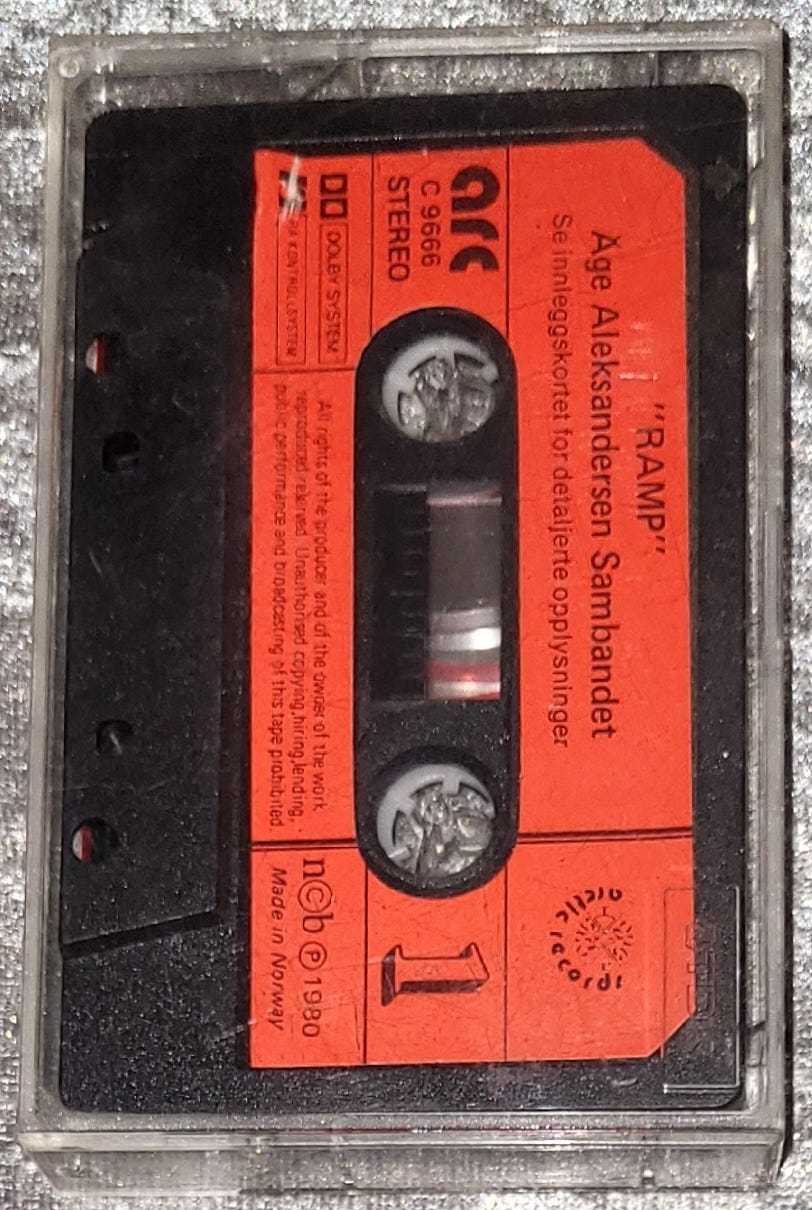 "RAMP"
Åge Aleksandersen Sambandet
Se innleggskortet for detaljerte opplysninger
arctic records
arc
C 9666
STEREO
1
DOLBY SYSTEM
KONTROLLSYSTEM
All rights of the producer and of the owner of the work
reproduced reserved. Unauthorised copying,hiring,lending,
public performance and broadcasting of this tape prohibited
n©b ℗ 1980
Made in Norway